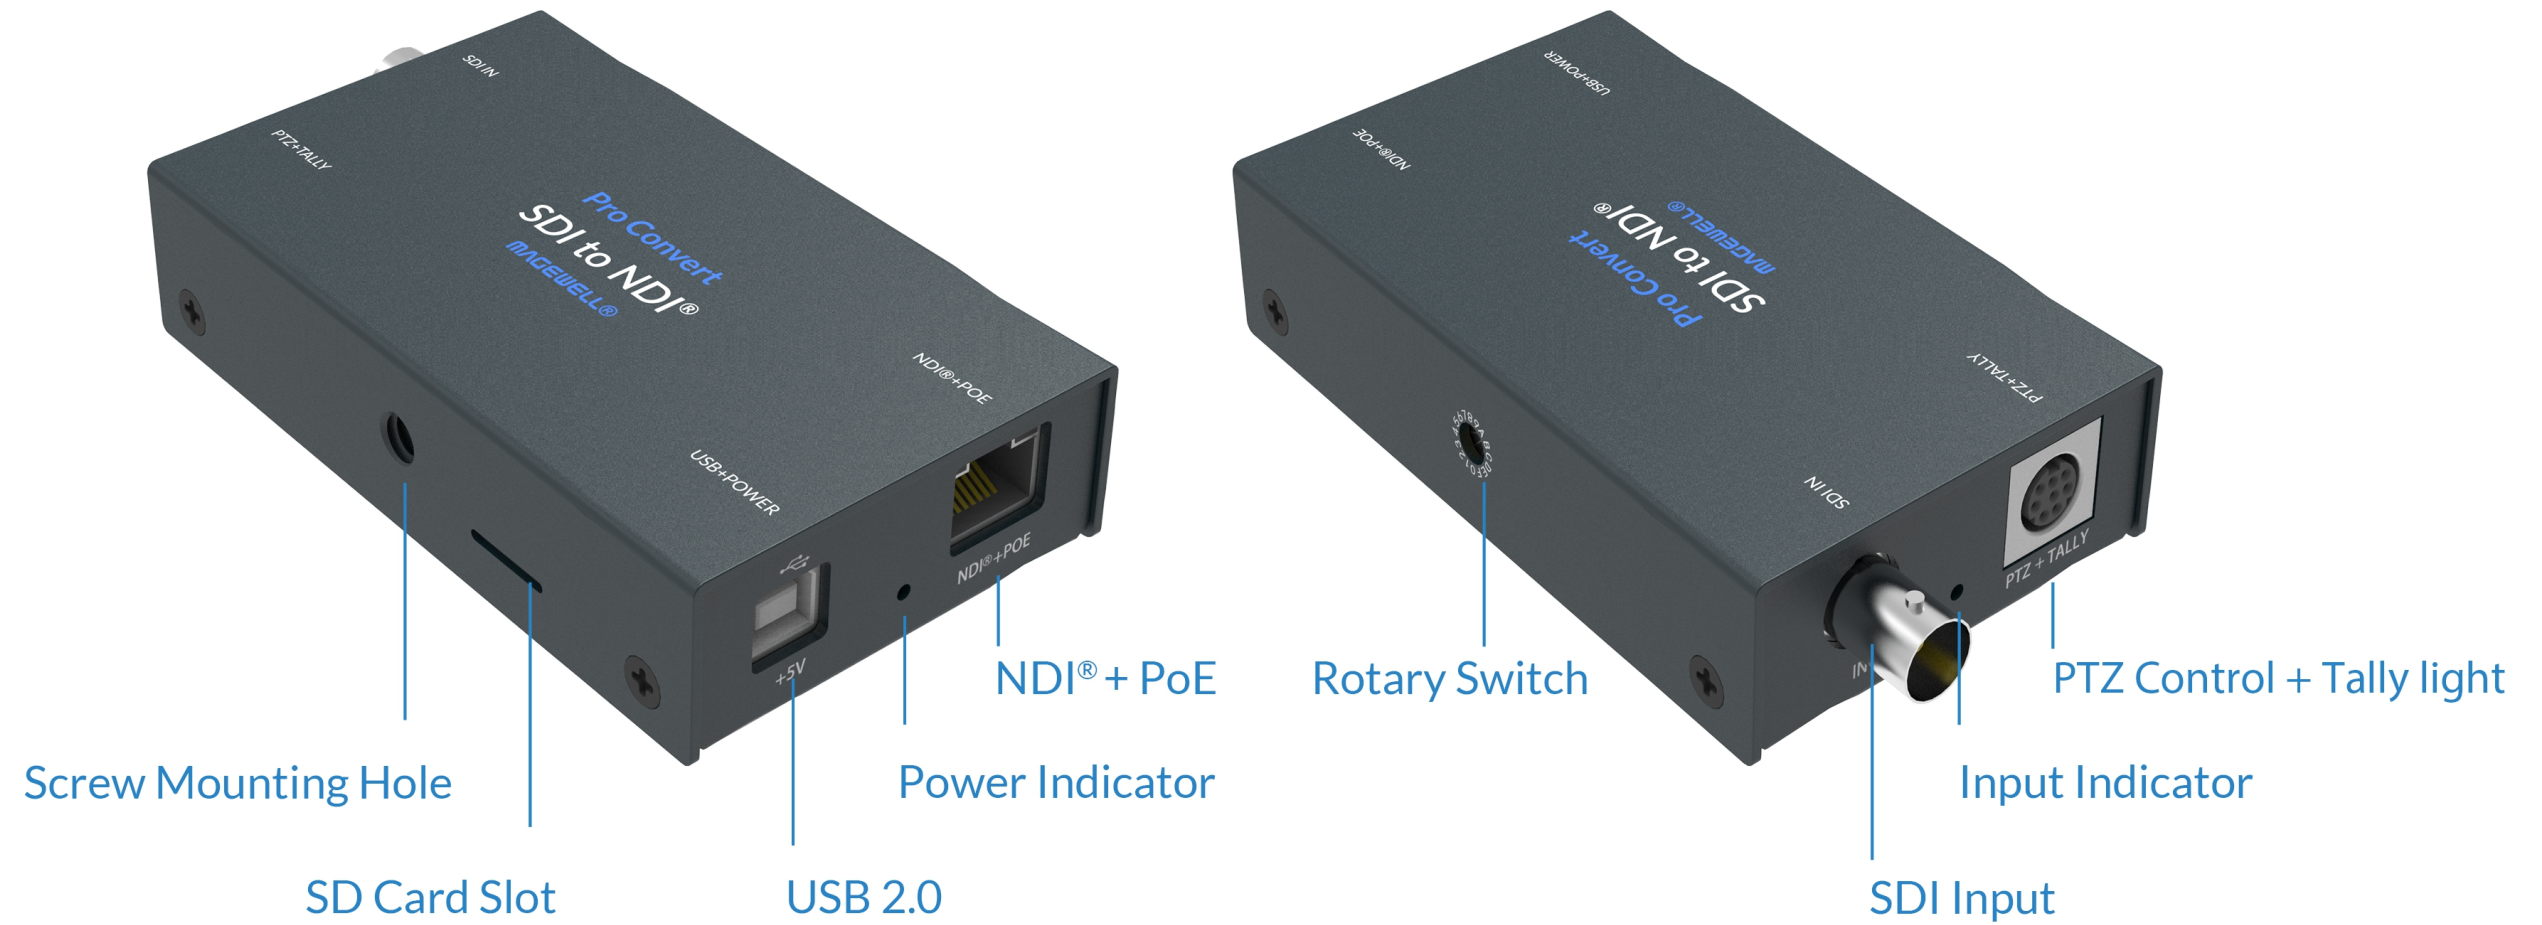 SDI IN
PTZ+TALLY
Pro Convert
SDI to NDI®
MAGEWELL®
NDI®+POE
USB+POWER
NDI®+POE
+5V
NDI® + PoE
Power Indicator
Screw Mounting Hole
SD Card Slot
USB 2.0
USB+POWER
NDI®+POE
MAGEWELL®
SDI to NDI®
Pro Convert
PTZ+TALLY
SDI IN
PTZ + TALLY
IN
Rotary Switch
PTZ Control + Tally light
Input Indicator
SDI Input